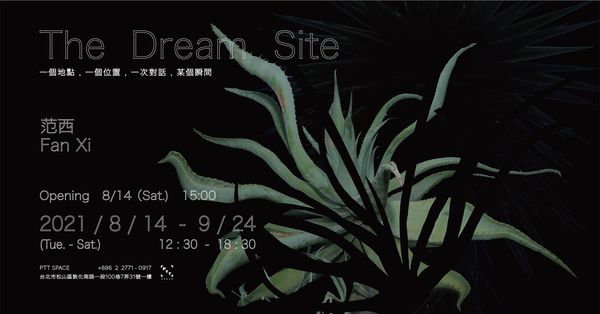 The Dream Site
一個地點，一個位置，一次對話，某個瞬間
范西
Fan Xi
Opening 8/14 (Sat.) 15:00
2021 / 8 / 14 - 9 / 24
(Tue. - Sat.) 12 : 30 - 18 : 30
PTT SPACE +886 2 2771 - 0917
台北市松山區敦化南路一段100巷7弄31號一樓